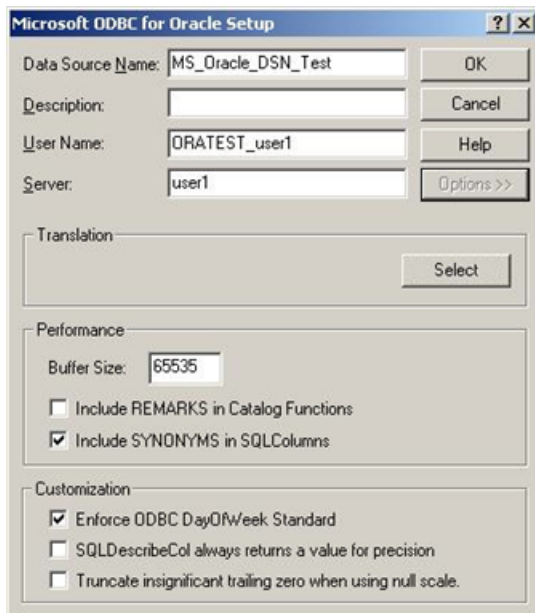 Microsoft ODBC for Oracle Setup
Data Source Name: MS_Oracle_DSN_Test OK
Description: Cancel
User Name: ORATEST_user1 Help
Server: user1 Options >>
Translation
Select
Performance
Buffer Size: 65535
Include REMARKS in Catalog Functions
Include SYNONYMS in SQLColumns
Customization
Enforce ODBC DayOfWeek Standard
SQLDescribeCol always returns a value for precision
Truncate insignificant trailing zero when using null scale.